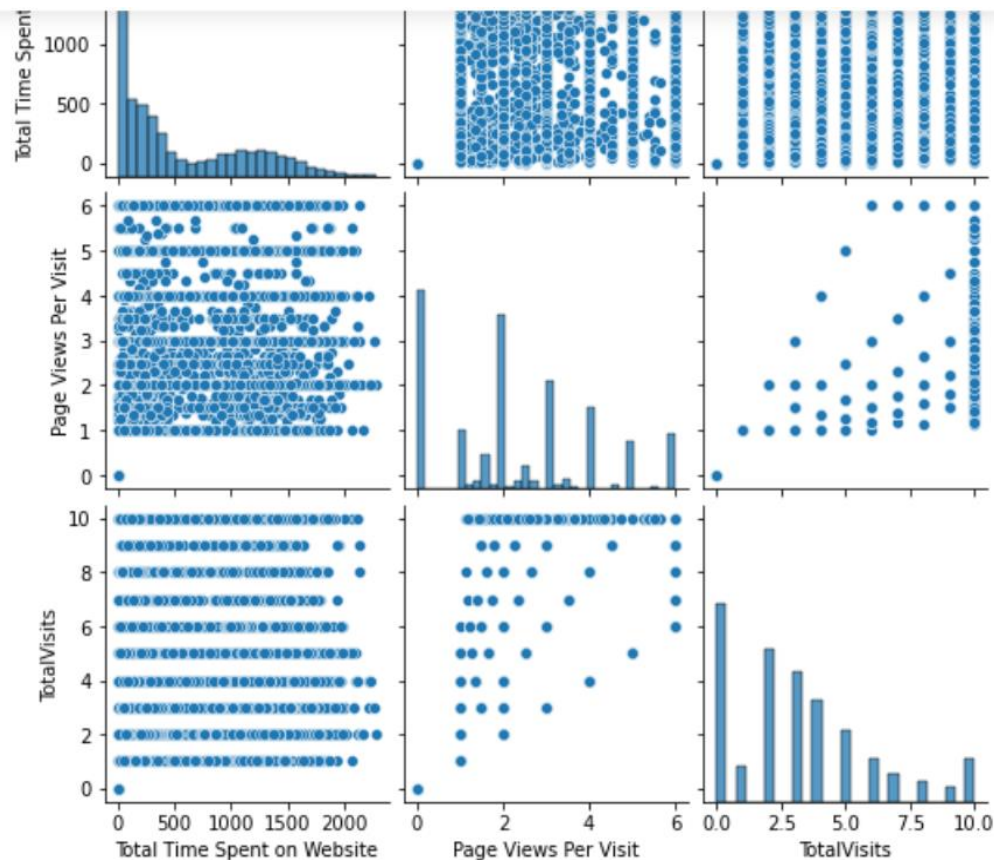 Total Time Spent
1000
500
0
Page Views Per Visit
6
5
4
3
2
1
0
TotalVisits
10
8
6
4
2
0
0 500 1000 1500 2000
Total Time Spent on Website
0 2 4 6
Page Views Per Visit
0.0 2.5 5.0 7.5 10.0
TotalVisits